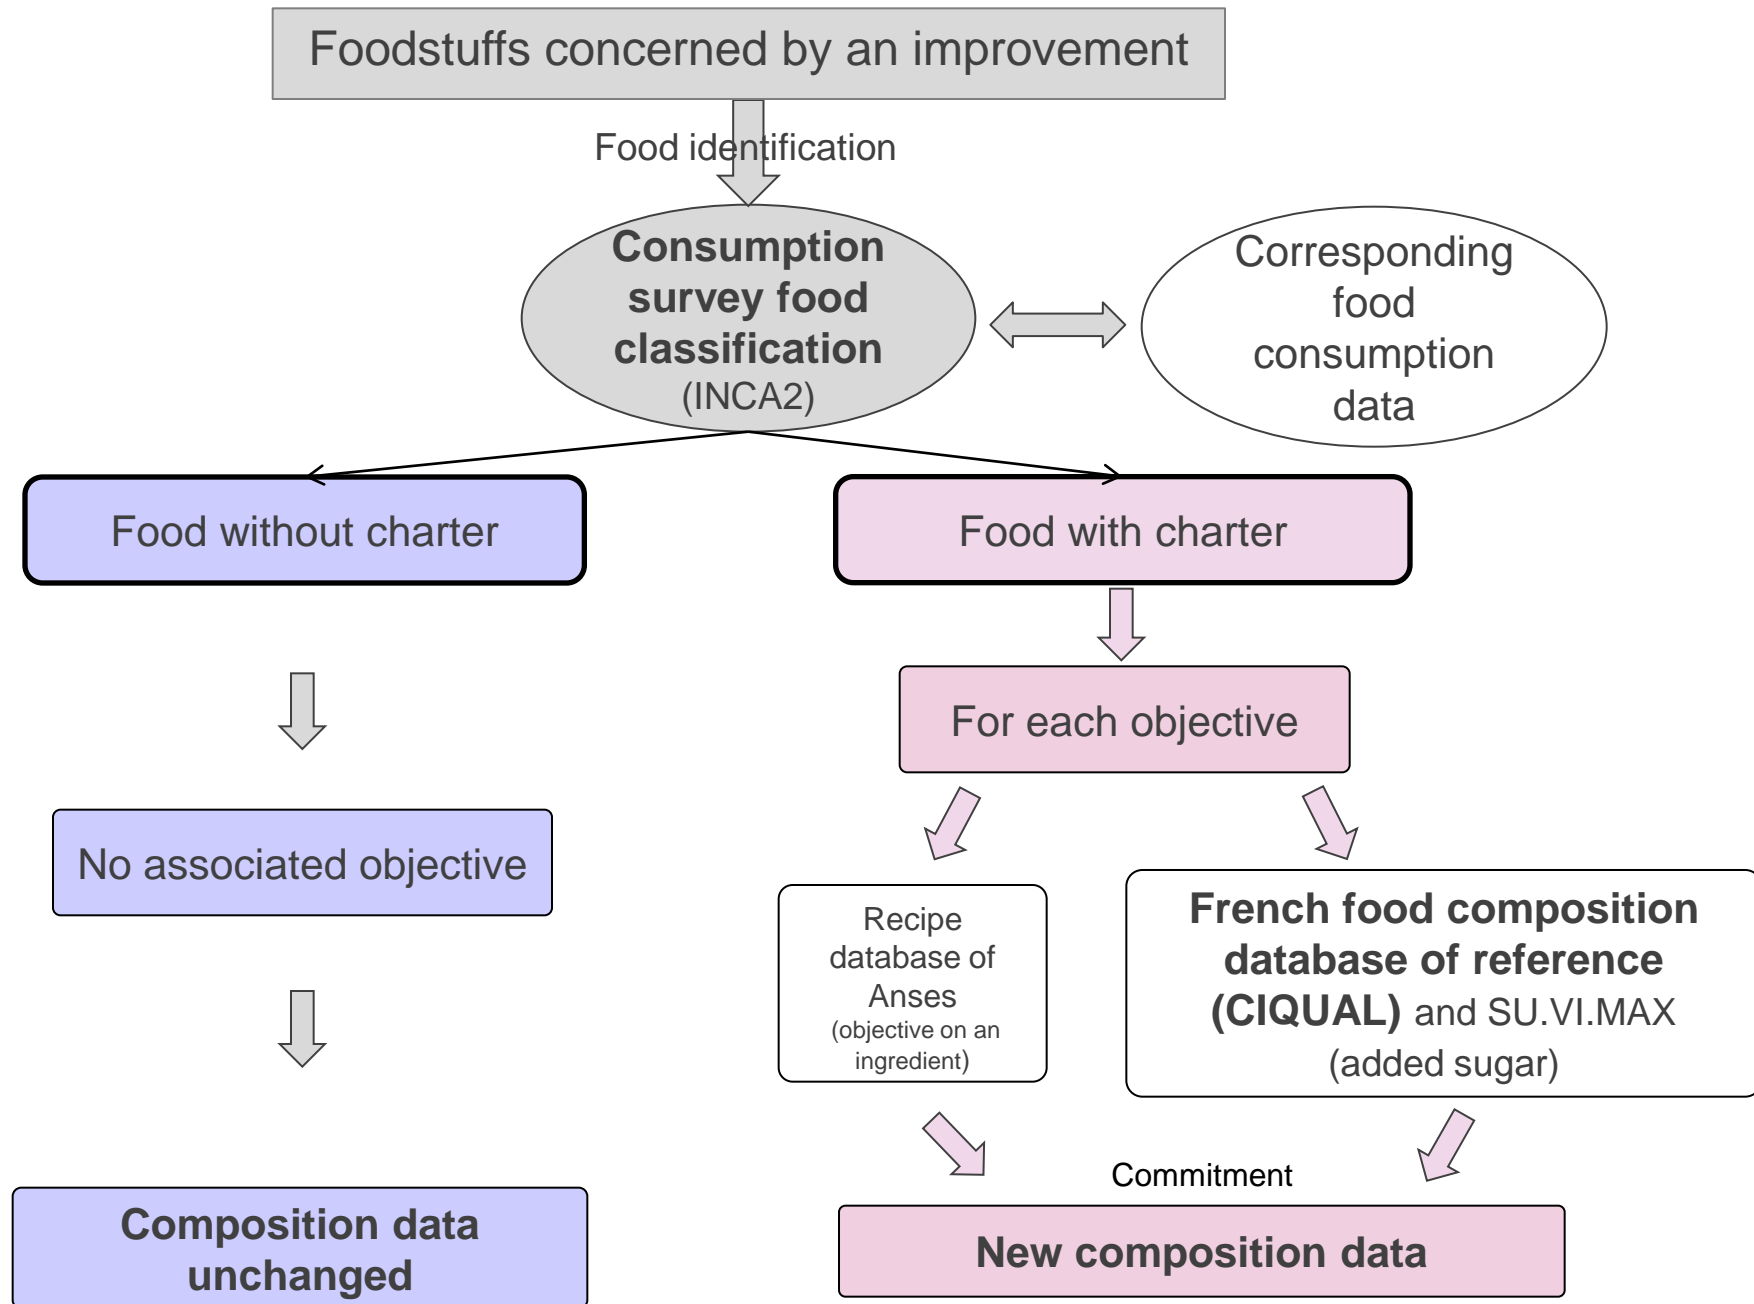 Foodstuffs concerned by an improvement
Food identification
Consumption
survey food
classification
(INCA2)
Corresponding
food
consumption
data
Food without charter
Food with charter
For each objective
No associated objective
Recipe
database of
Anses
(objective on an
ingredient)
French food composition
database of reference
(CIQUAL) and SU.VI.MAX
(added sugar)
Commitment
Composition data
unchanged
New composition data